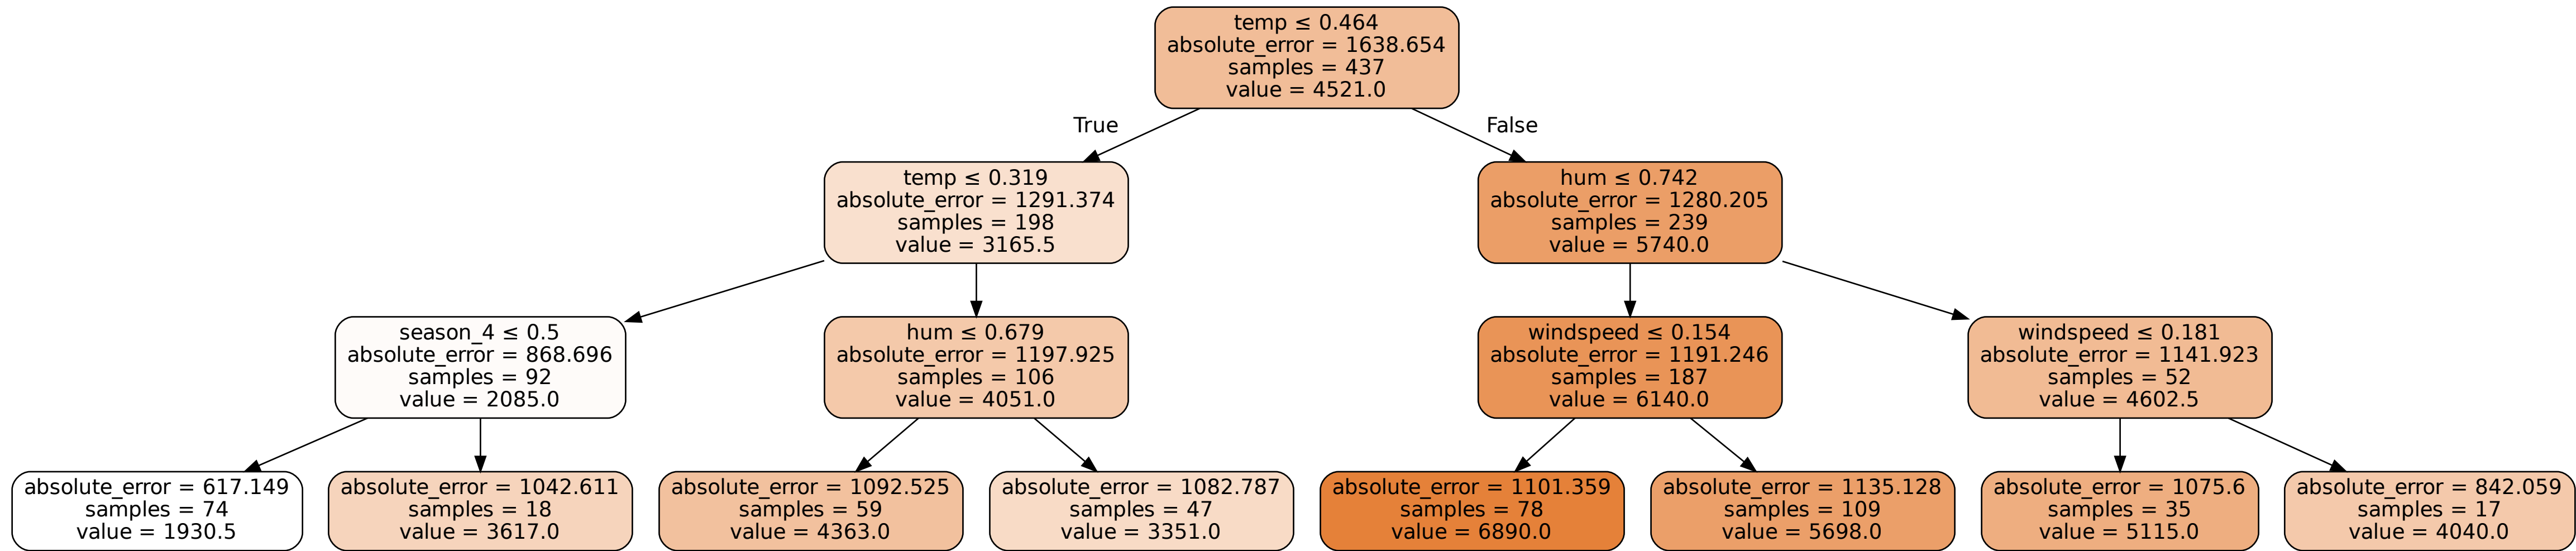 temp ≤ 0.464
absolute_error = 1638.654
samples = 437
value = 4521.0
True
False
temp ≤ 0.319
absolute_error = 1291.374
samples = 198
value = 3165.5
hum ≤ 0.742
absolute_error = 1280.205
samples = 239
value = 5740.0
season_4 ≤ 0.5
absolute_error = 868.696
samples = 92
value = 2085.0
hum ≤ 0.679
absolute_error = 1197.925
samples = 106
value = 4051.0
windspeed ≤ 0.154
absolute_error = 1191.246
samples = 187
value = 6140.0
windspeed ≤ 0.181
absolute_error = 1141.923
samples = 52
value = 4602.5
absolute_error = 617.149
samples = 74
value = 1930.5
absolute_error = 1042.611
samples = 18
value = 3617.0
absolute_error = 1092.525
samples = 59
value = 4363.0
absolute_error = 1082.787
samples = 47
value = 3351.0
absolute_error = 1101.359
samples = 78
value = 6890.0
absolute_error = 1135.128
samples = 109
value = 5698.0
absolute_error = 1075.6
samples = 35
value = 5115.0
absolute_error = 842.059
samples = 17
value = 4040.0